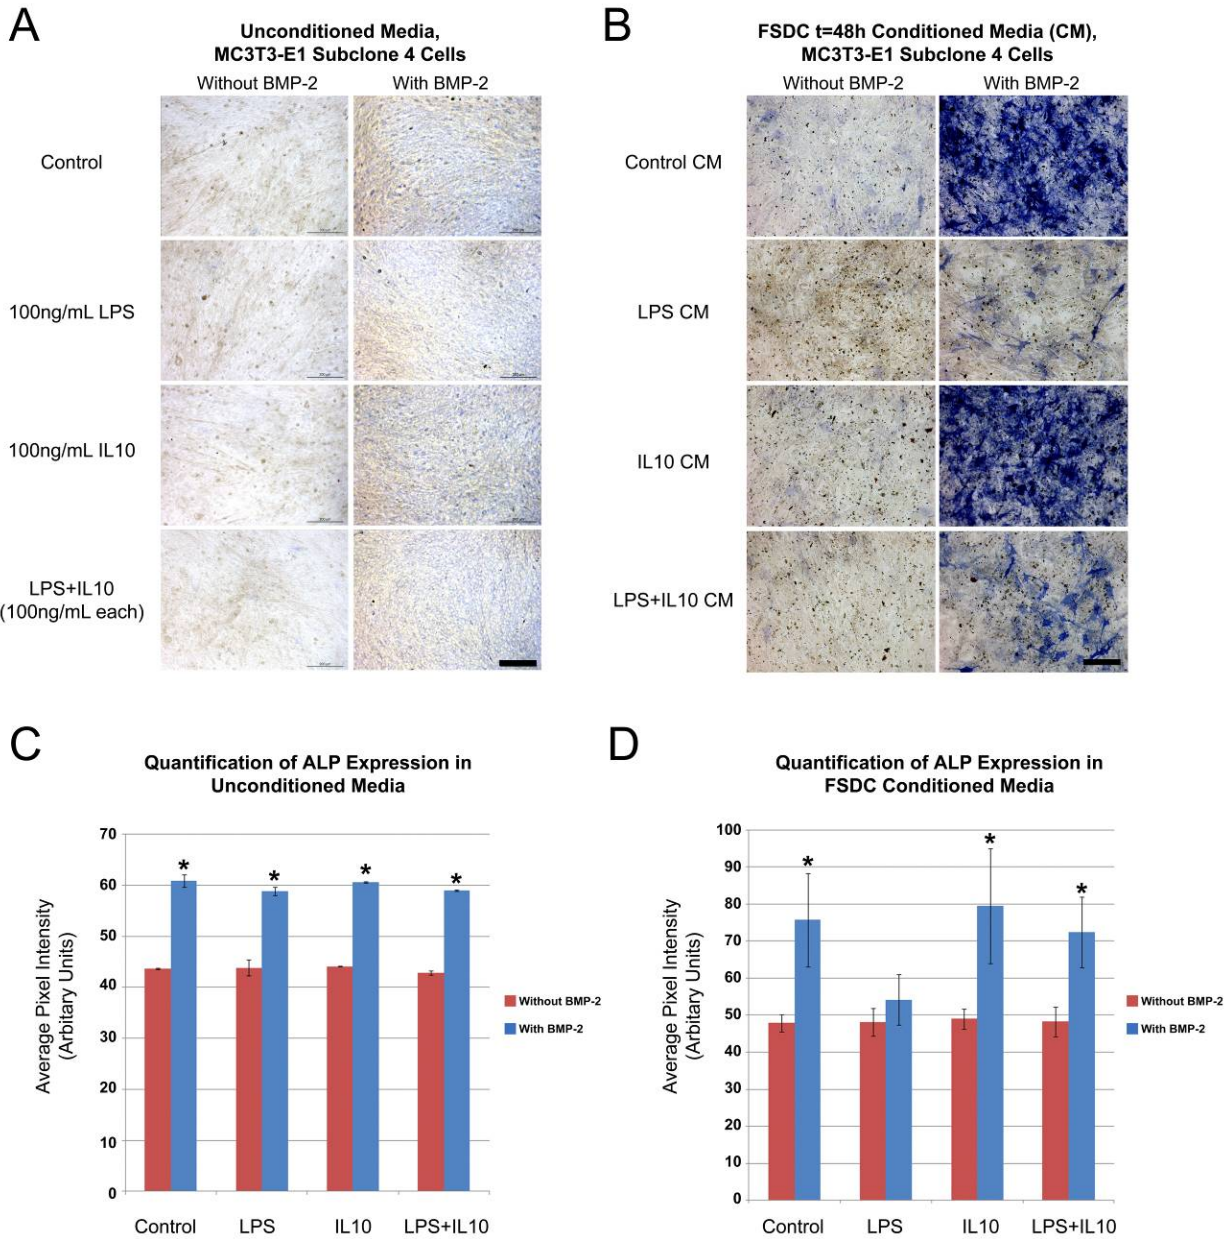 A
Unconditioned Media,
MC3T3-E1 Subclone 4 Cells
Without BMP-2 With BMP-2
Control
100ng/mL LPS
100ng/mL IL10
LPS+IL10
(100ng/mL each)
B
FSDC t=48h Conditioned Media (CM),
MC3T3-E1 Subclone 4 Cells
Without BMP-2 With BMP-2
Control CM
LPS CM
IL10 CM
LPS+IL10 CM
C
Quantification of ALP Expression in
Unconditioned Media
Average Pixel Intensity
(Arbitary Units)
70
60
50
40
30
20
10
0
* * * *
Control LPS IL10 LPS+IL10
Without BMP-2
With BMP-2
D
Quantification of ALP Expression in
FSDC Conditioned Media
Average Pixel Intensity
(Arbitary Units)
100
90
80
70
60
50
40
30
20
10
0
* * *
Control LPS IL10 LPS+IL10
Without BMP-2
With BMP-2